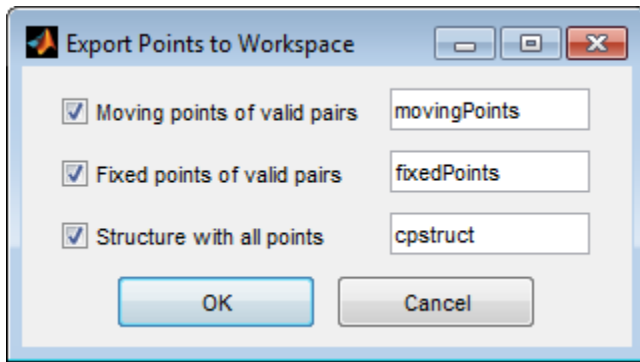 Export Points to Workspace
Moving points of valid pairs movingPoints
Fixed points of valid pairs fixedPoints
Structure with all points cpstruct
OK Cancel